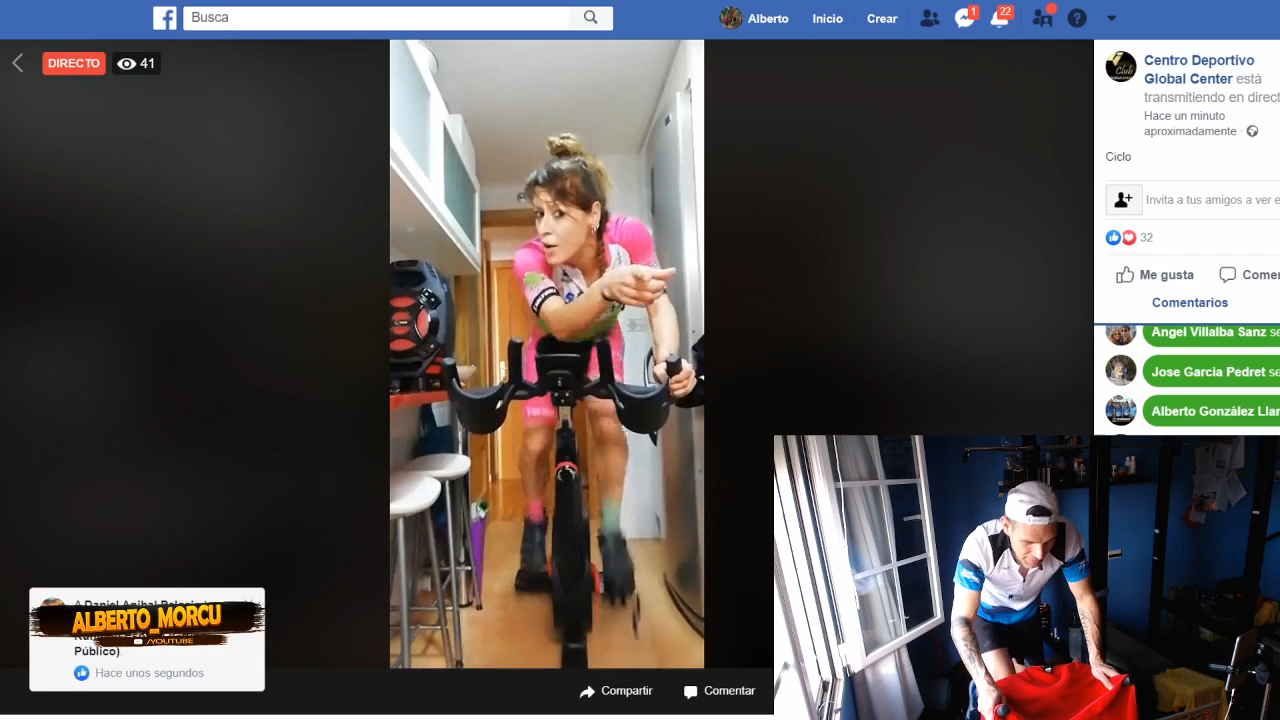 Busca
Alberto
Inicio
Crear
1
22
DIRECTO
41
Centro Deportivo
Global Center está
transmitiendo en direct
Hace un minuto
aproximadamente ·
Ciclo
Invita a tus amigos a ver e
32
Me gusta
Comen
Comentarios
Angel Villalba Sanz se
Jose Garcia Pedret se
Alberto González Llan
ALBERTO_MORCU
/YOUTUBE
Público)
Hace unos segundos
Compartir
Comentar